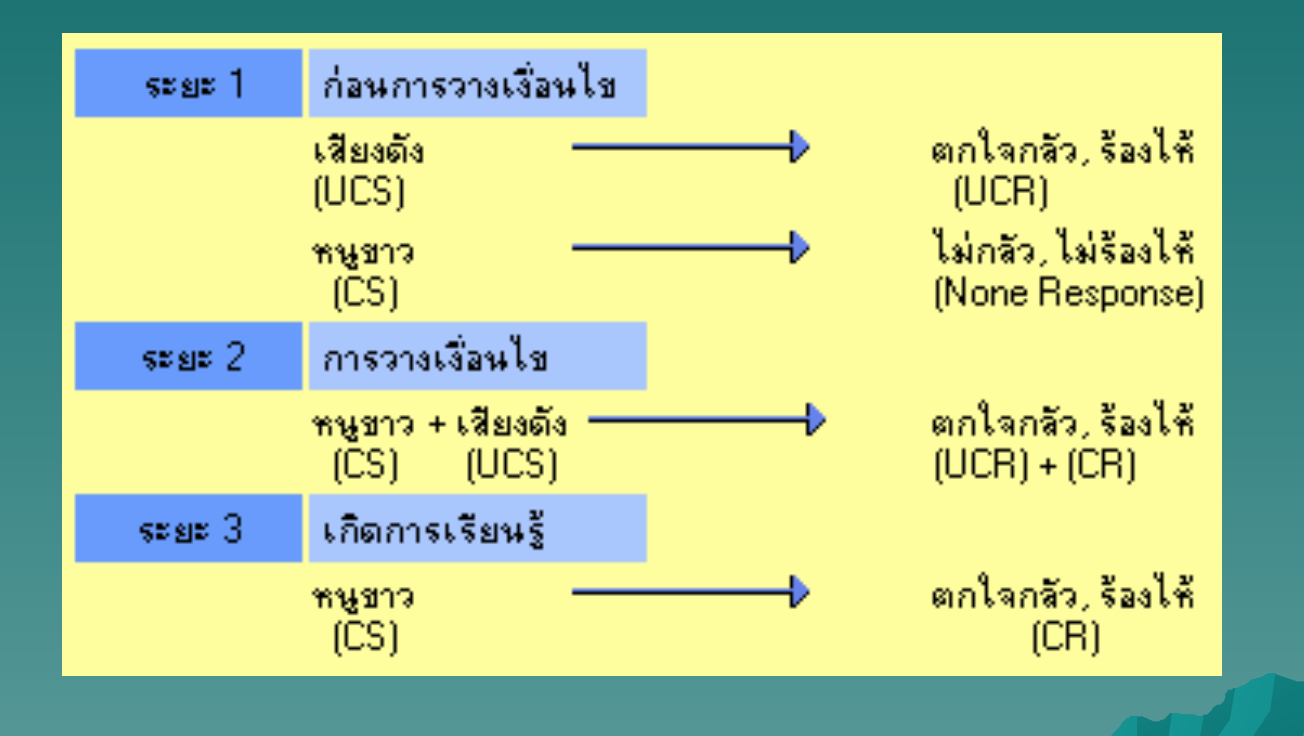 ระยะ 1 ก่อนการวางเงื่อนไข
เสียงดัง ตกใจกลัว, ร้องไห้
(UCS) (UCR)
หนูขาว ไม่กลัว, ไม่ร้องไห้
(CS) (None Response)
ระยะ 2 การวางเงื่อนไข
หนูขาว + เสียงดัง ตกใจกลัว, ร้องไห้
(CS) (UCS) (UCR) + (CR)
ระยะ 3 เกิดการเรียนรู้
หนูขาว ตกใจกลัว, ร้องไห้
(CS) (CR)